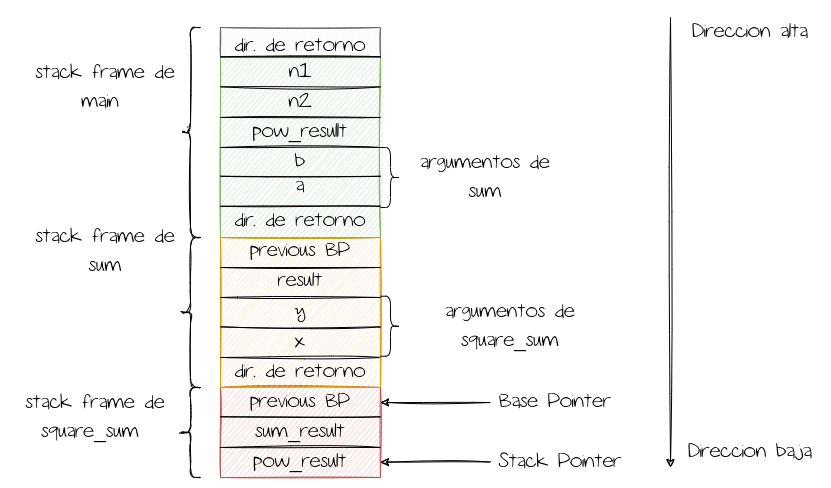 Direccion alta
dir. de retorno
stack frame de
main
n1
n2
pow_result
b
argumentos de
sum
a
dir. de retorno
stack frame de
sum
previous BP
result
y
argumentos de
square_sum
x
dir. de retorno
stack frame de
square_sum
previous BP
Base Pointer
sum_result
pow_result
Stack Pointer
Direccion baja